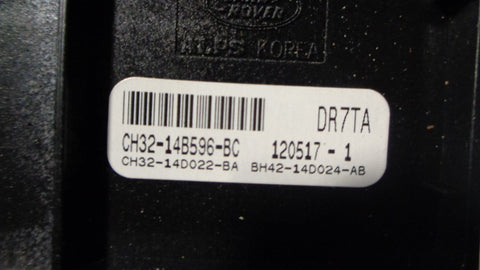 ROVER
ALPS KOREA
DR7TA
CH32-14B596-BC 120517 - 1
CH32-14D022-BA BH42-14D024-AB